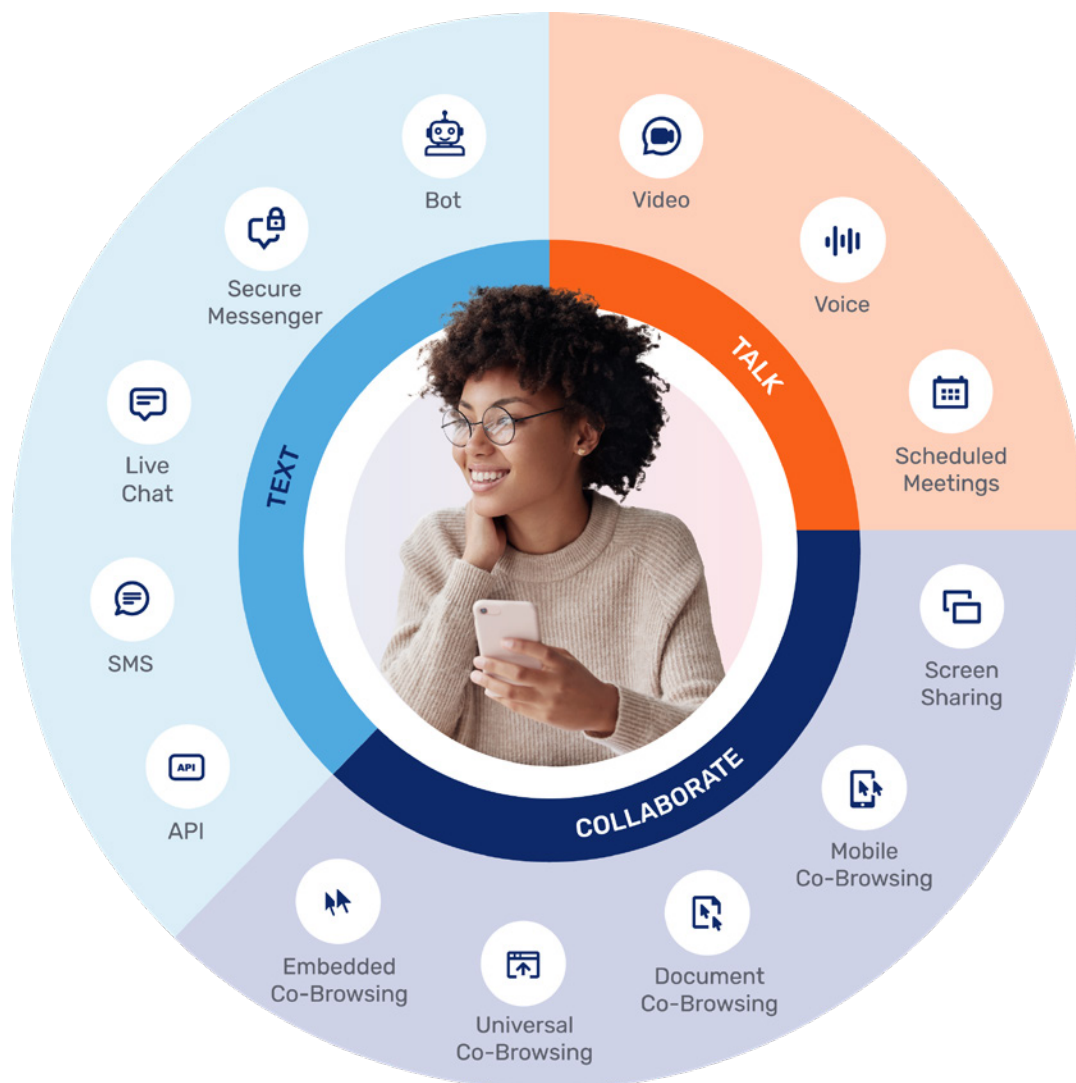 Bot
Secure
Messenger
Live
Chat
SMS
API
API
TEXT
Video
Voice
Scheduled
Meetings
TALK
Screen
Sharing
Mobile
Co-Browsing
Document
Co-Browsing
Universal
Co-Browsing
Embedded
Co-Browsing
COLLABORATE